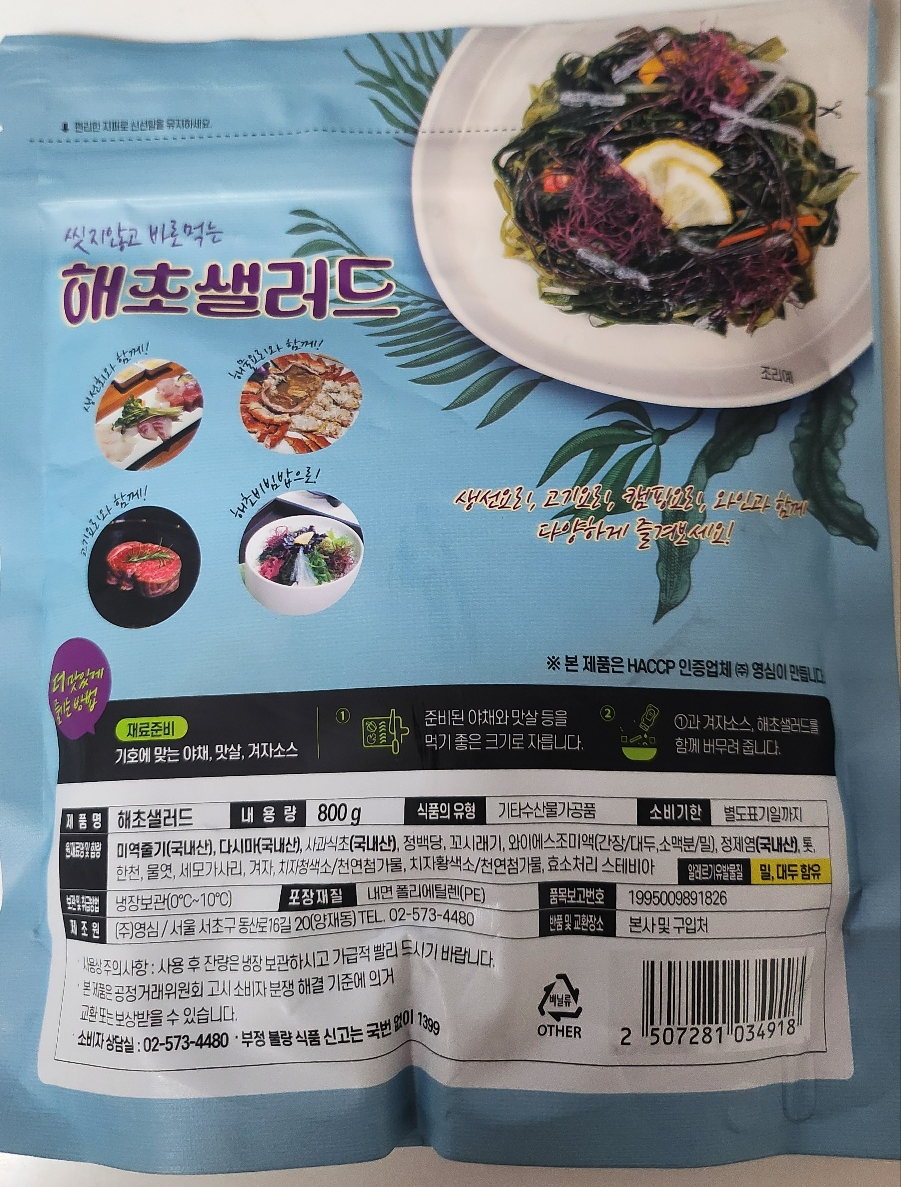 편리한 지퍼로 신선함을 유지하세요.
씻지않고 바로먹는
해초샐러드
생선회와 함께!
해물요리와 함께!
고기요리와 함께!
해초비빔밥으로!
조리예
생선요리, 고기요리, 캠핑요리, 와인과 함께
다양하게 즐겨보세요!
※ 본 제품은 HACCP 인증업체 ㈜ 영심이 만듭니다.
더 맛있게
즐기는 방법
재료준비
기호에 맞는 야채, 맛살, 겨자소스
① 준비된 야채와 맛살 등을
먹기 좋은 크기로 자릅니다.
② ①과 겨자소스, 해초샐러드를
함께 버무려 줍니다.
제 품 명 해초샐러드 내 용 량 800 g 식품의 유형 기타수산물가공품 소비기한 별도표기일까지
원재료명 및 함량 미역줄기(국내산), 다시마(국내산), 사과식초(국내산), 정백당, 꼬시래기, 와이에스조미액(간장/대두,소맥분/밀), 정제염(국내산), 톳,
한천, 물엿, 세모가사리, 겨자, 치자청색소/천연첨가물, 치자황색소/천연첨가물, 효소처리 스테비아 알레르기 유발물질 밀, 대두 함유
보관 및 취급방법 냉장보관(0℃~10℃) 포장재질 내면 폴리에틸렌(PE) 품목보고번호 1995009891826
제 조 원 (주)영심 / 서울 서초구 동산로16길 20(양재동) TEL. 02-573-4480 반품 및 교환장소 본사 및 구입처
· 사용상 주의사항 : 사용 후 잔량은 냉장 보관하시고 가급적 빨리 드시기 바랍니다.
· 본 제품은 공정거래위원회 고시 소비자 분쟁 해결 기준에 의거
교환 또는 보상받을 수 있습니다.
· 소비자 상담실 : 02-573-4480 · 부정 불량 식품 신고는 국번 없이 1399
비닐류
OTHER
2 507281 034918